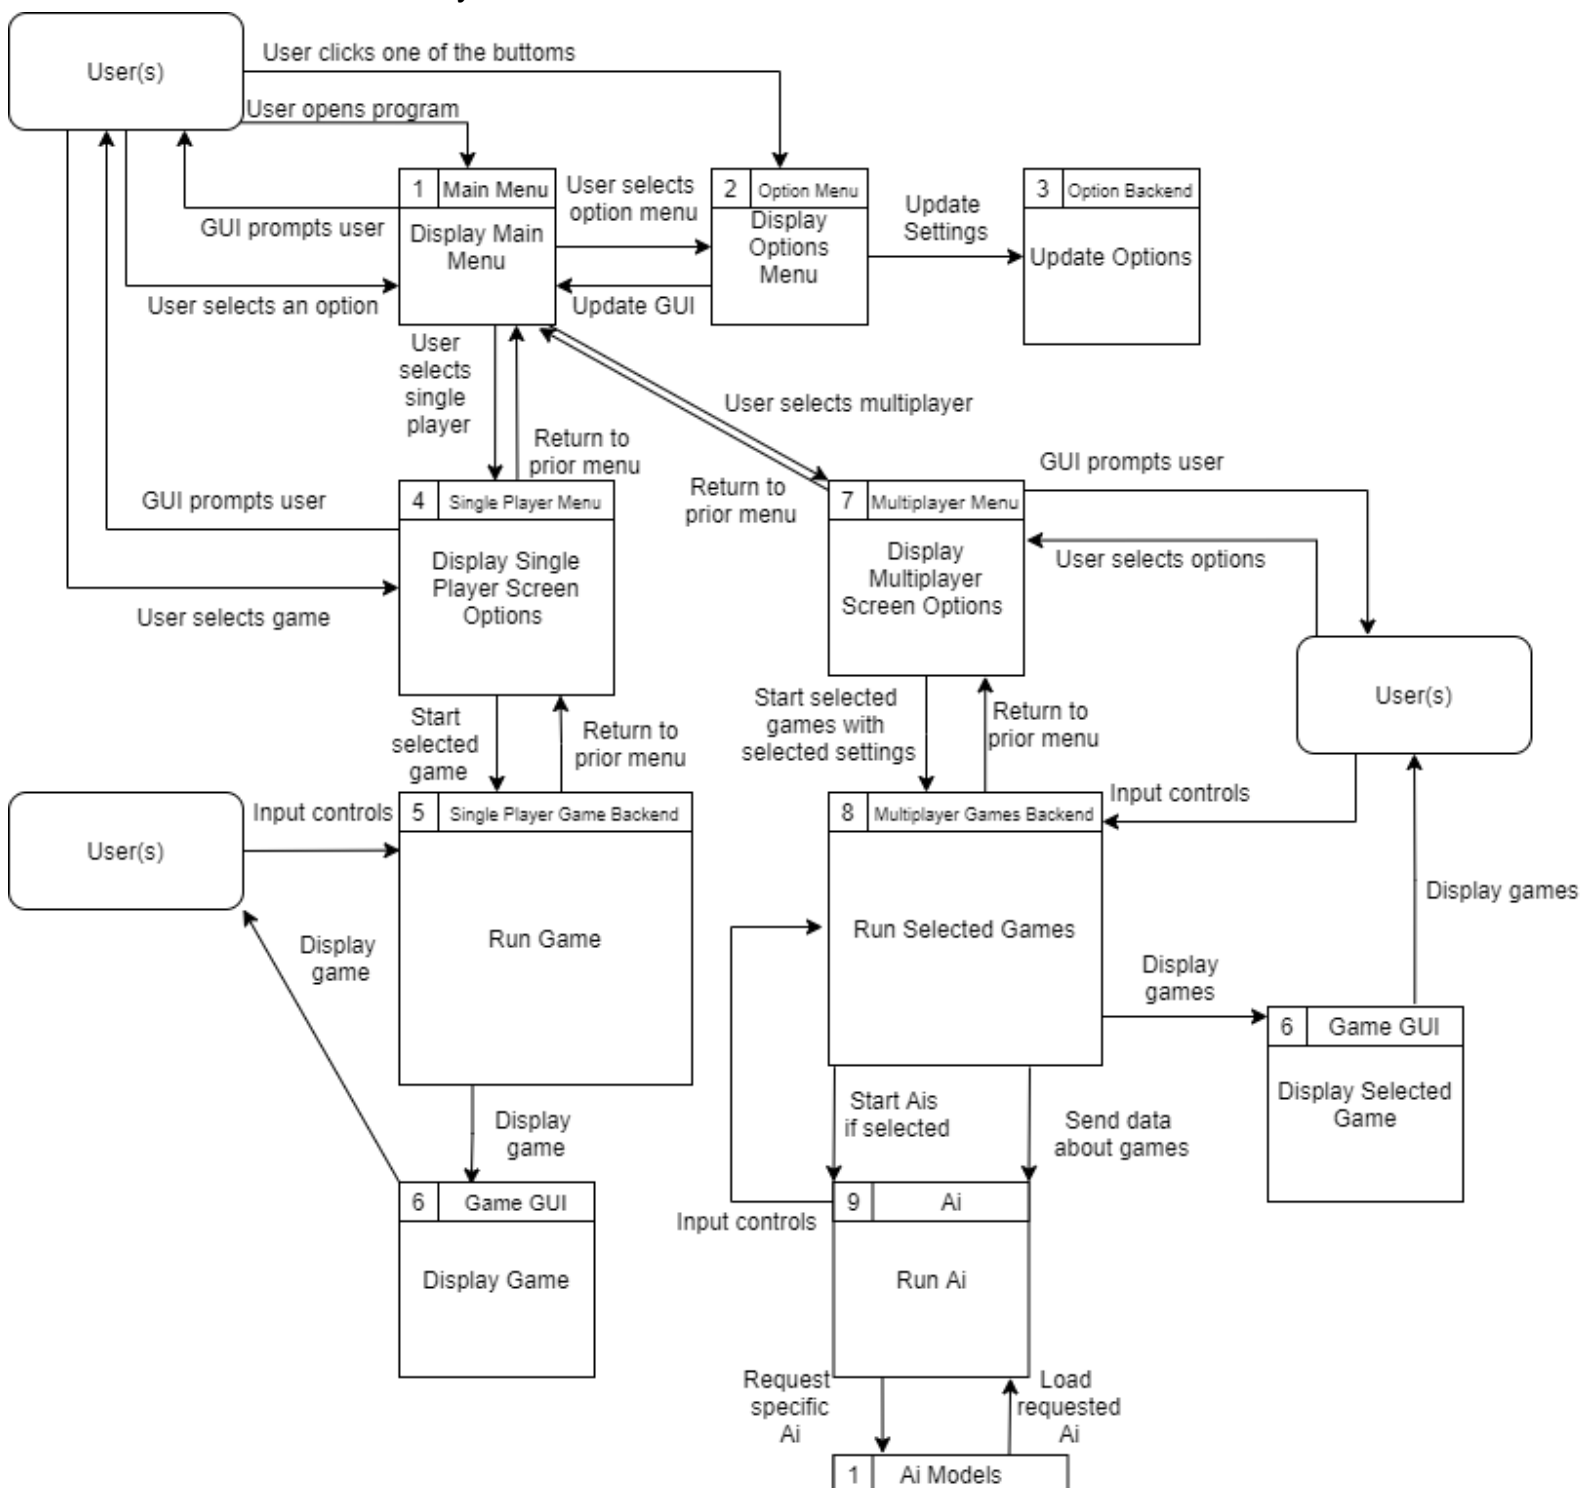 User(s)
User clicks one of the buttoms
User opens program
1 Main Menu
Display Main
Menu
User selects
option menu
2 Option Menu
Display
Options
Menu
Update
Settings
3 Option Backend
Update Options
GUI prompts user
User selects an option
Update GUI
User
selects
single
player
Return to
prior menu
User selects multiplayer
Return to
prior menu
GUI prompts user
GUI prompts user
4 Single Player Menu
Display Single
Player Screen
Options
User selects game
7 Multiplayer Menu
Display
Multiplayer
Screen Options
User selects options
User(s)
Start
selected
game
Return to
prior menu
Start selected
games with
selected settings
Return to
prior menu
User(s)
Input controls
5 Single Player Game Backend
Run Game
8 Multiplayer Games Backend
Run Selected Games
Input controls
Display games
Display
game
Display
games
6 Game GUI
Display Selected
Game
Display
game
Start Ais
if selected
Send data
about games
6 Game GUI
Display Game
Input controls
9 Ai
Run Ai
Request
specific
Ai
Load
requested
Ai
1 Ai Models